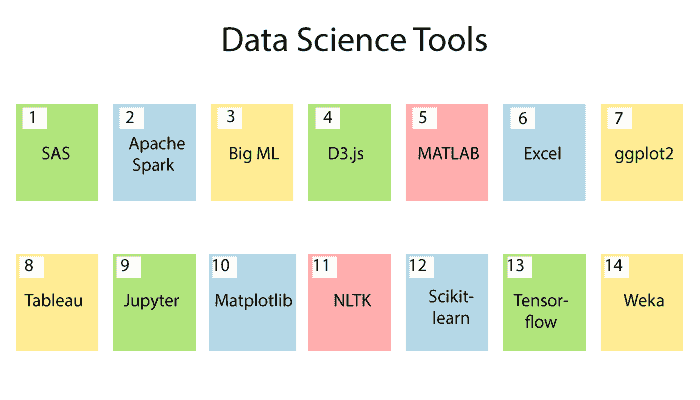 Data Science Tools
1
SAS
2
Apache
Spark
3
Big ML
4
D3.js
5
MATLAB
6
Excel
7
ggplot2
8
Tableau
9
Jupyter
10
Matplotlib
11
NLTK
12
Scikit-
learn
13
Tensor-
flow
14
Weka